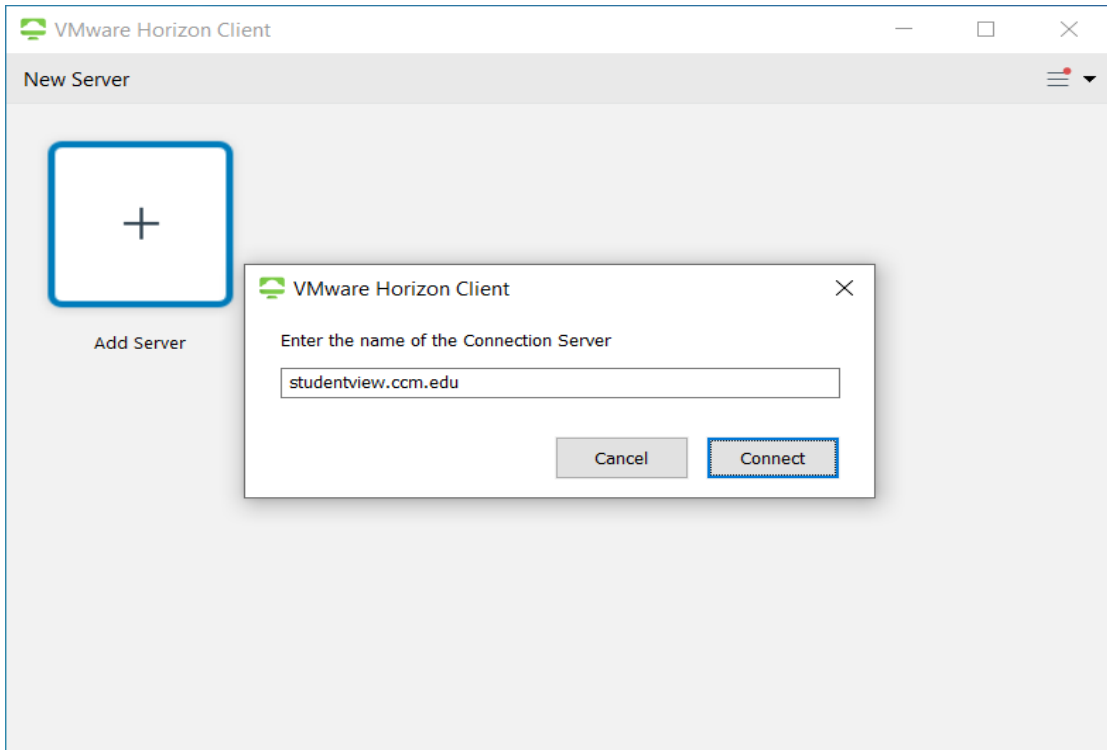 VMware Horizon Client
New Server
Add Server
VMware Horizon Client
Enter the name of the Connection Server
studentview.ccm.edu
Cancel Connect